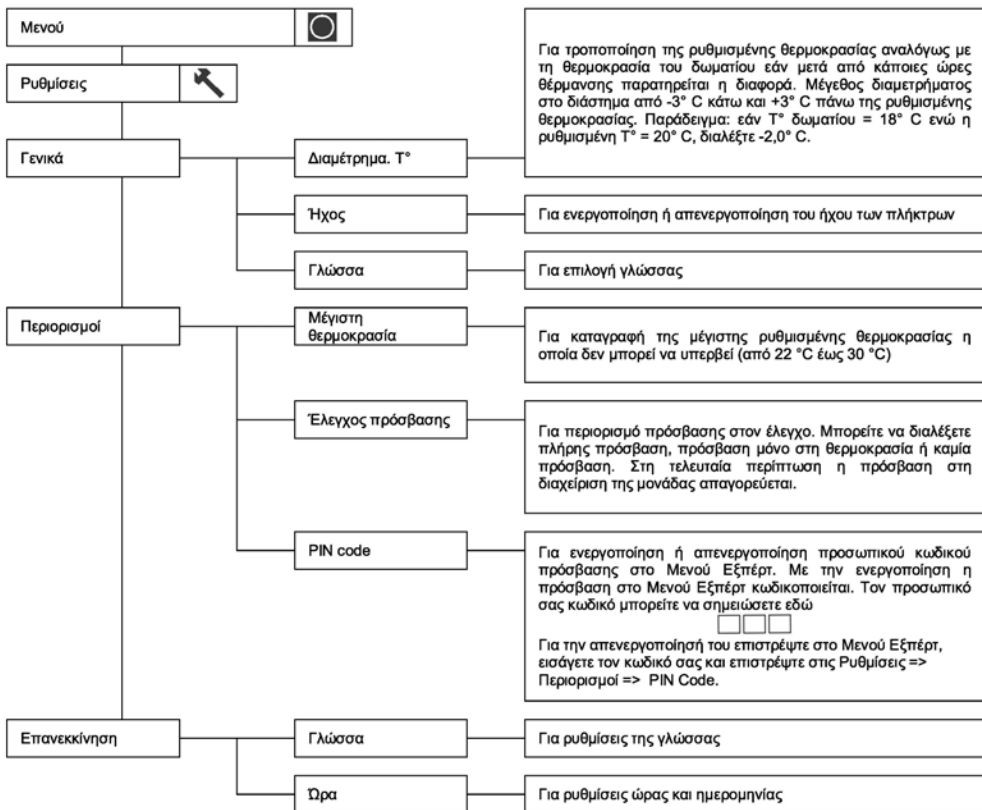 Μενού
Ρυθμίσεις
Για τροποποίηση της ρυθμισμένης θερμοκρασίας αναλόγως με
τη θερμοκρασία του δωματίου εάν μετά από κάποιες ώρες
θέρμανσης παρατηρείται η διαφορά. Μέγεθος διαμετρήματος
στο διάστημα από -3° C κάτω και +3° C πάνω της ρυθμισμένης
θερμοκρασίας. Παράδειγμα: εάν Τ° δωματίου = 18° C ενώ η
ρυθμισμένη Τ° = 20° C, διαλέξτε -2,0° C.
Γενικά
Διαμέτρημα. Τ°
Ήχος
Για ενεργοποίηση ή απενεργοποίηση του ήχου των πλήκτρων
Γλώσσα
Για επιλογή γλώσσας
Περιορισμοί
Μέγιστη
θερμοκρασία
Για καταγραφή της μέγιστης ρυθμισμένης θερμοκρασίας η
οποία δεν μπορεί να υπερβεί (από 22 °C έως 30 °C)
Έλεγχος πρόσβασης
Για περιορισμό πρόσβασης στον έλεγχο. Μπορείτε να διαλέξετε
πλήρης πρόσβαση, πρόσβαση μόνο στη θερμοκρασία ή καμία
πρόσβαση. Στη τελευταία περίπτωση η πρόσβαση στη
διαχείριση της μονάδας απαγορεύεται.
PIN code
Για ενεργοποίηση ή απενεργοποίηση προσωπικού κωδικού
πρόσβασης στο Μενού Εξπέρτ. Με την ενεργοποίηση η
πρόσβαση στο Μενού Εξπέρτ κωδικοποιείται. Τον προσωπικό
σας κωδικό μπορείτε να σημειώσετε εδώ
Για την απενεργοποίησή του επιστρέψτε στο Μενού Εξπέρτ,
εισάγετε τον κωδικό σας και επιστρέψτε στις Ρυθμίσεις =>
Περιορισμοί => PIN Code.
Επανεκκίνηση
Γλώσσα
Για ρυθμίσεις της γλώσσας
Ώρα
Για ρυθμίσεις ώρας και ημερομηνίας